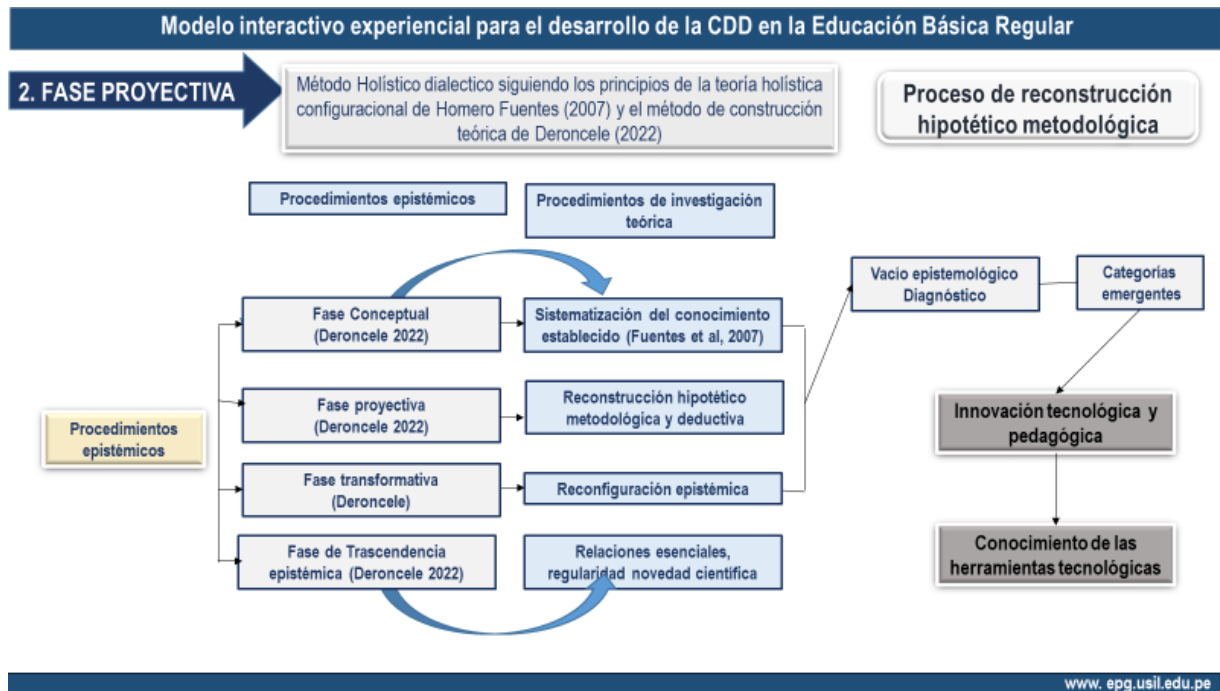 Modelo interactivo experiencial para el desarrollo de la CDD en la Educación Básica Regular
2. FASE PROYECTIVA
Método Holístico dialectico siguiendo los principios de la teoría holística
configuracional de Homero Fuentes (2007) y el método de construcción
teórica de Deroncele (2022)
Proceso de reconstrucción
hipotético metodológica
Procedimientos epistémicos
Procedimientos de investigación
teórica
Vacio epistemológico
Diagnóstico
Categorías
emergentes
Fase Conceptual
(Deroncele 2022)
Sistematización del conocimiento
establecido (Fuentes et al, 2007)
Fase proyectiva
(Deroncele 2022)
Reconstrucción hipotético
metodológica y deductiva
Innovación tecnológica y
pedagógica
Procedimientos
epistémicos
Fase transformativa
(Deroncele)
Reconfiguración epistémica
Fase de Trascendencia
epistémica (Deroncele 2022)
Relaciones esenciales,
regularidad novedad científica
Conocimiento de las
herramientas tecnológicas
www. epg.usil.edu.pe